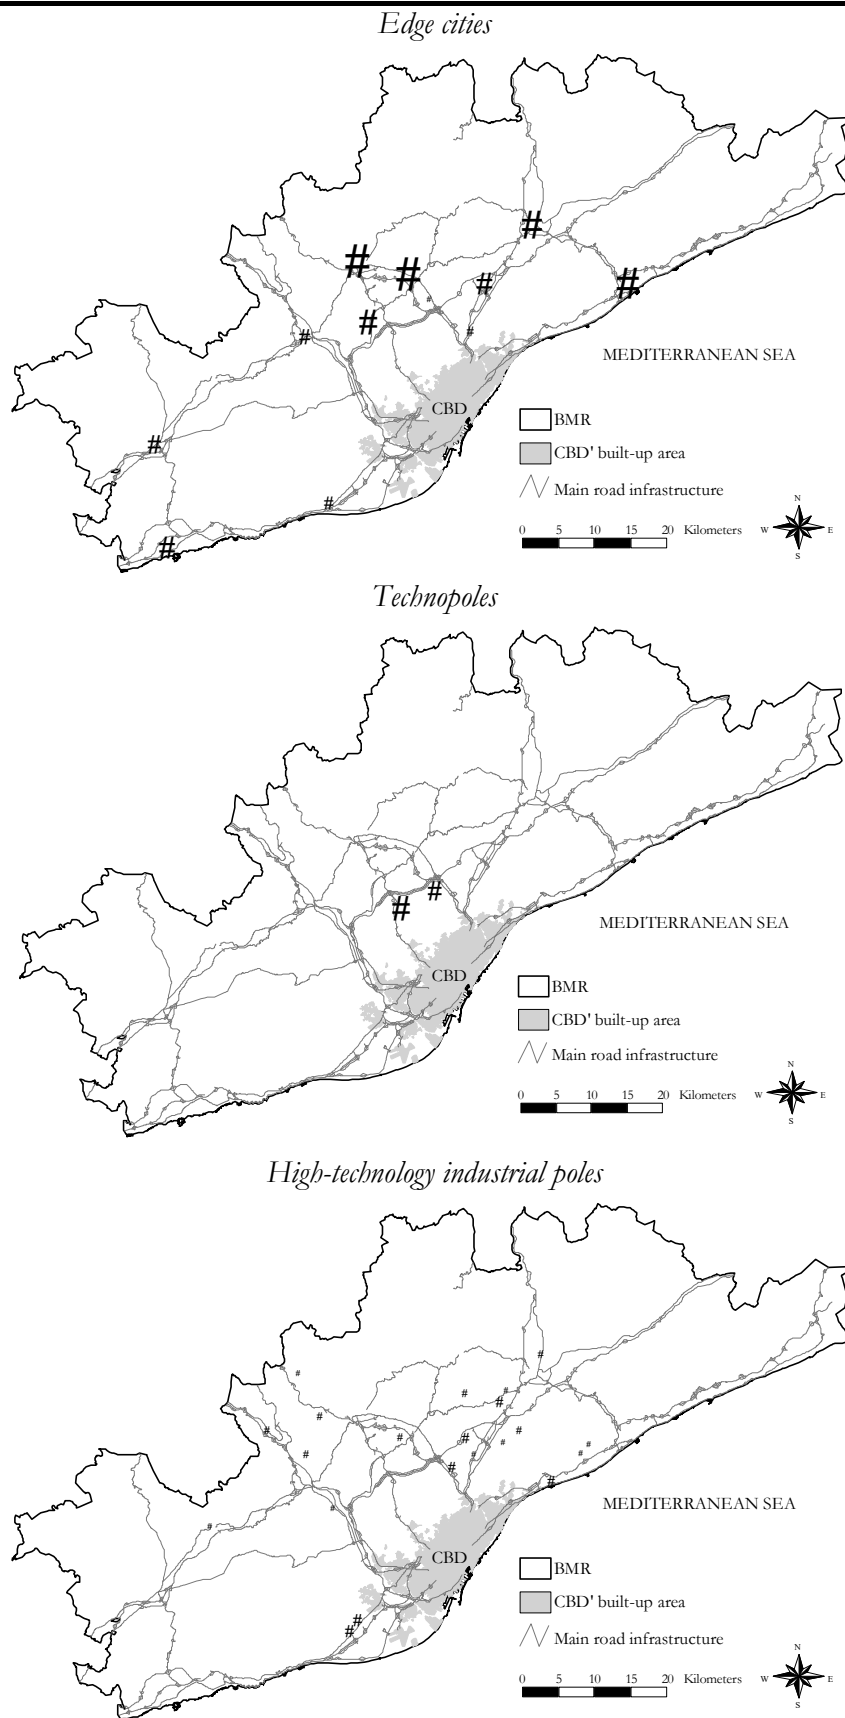 Edge cities
MEDITERRANEAN SEA
CBD
BMR
CBD' built-up area
Main road infrastructure
0 5 10 15 20 Kilometers
N
W E
S
Technopoles
MEDITERRANEAN SEA
CBD
BMR
CBD' built-up area
Main road infrastructure
0 5 10 15 20 Kilometers
N
W E
S
High-technology industrial poles
MEDITERRANEAN SEA
CBD
BMR
CBD' built-up area
Main road infrastructure
0 5 10 15 20 Kilometers
N
W E
S